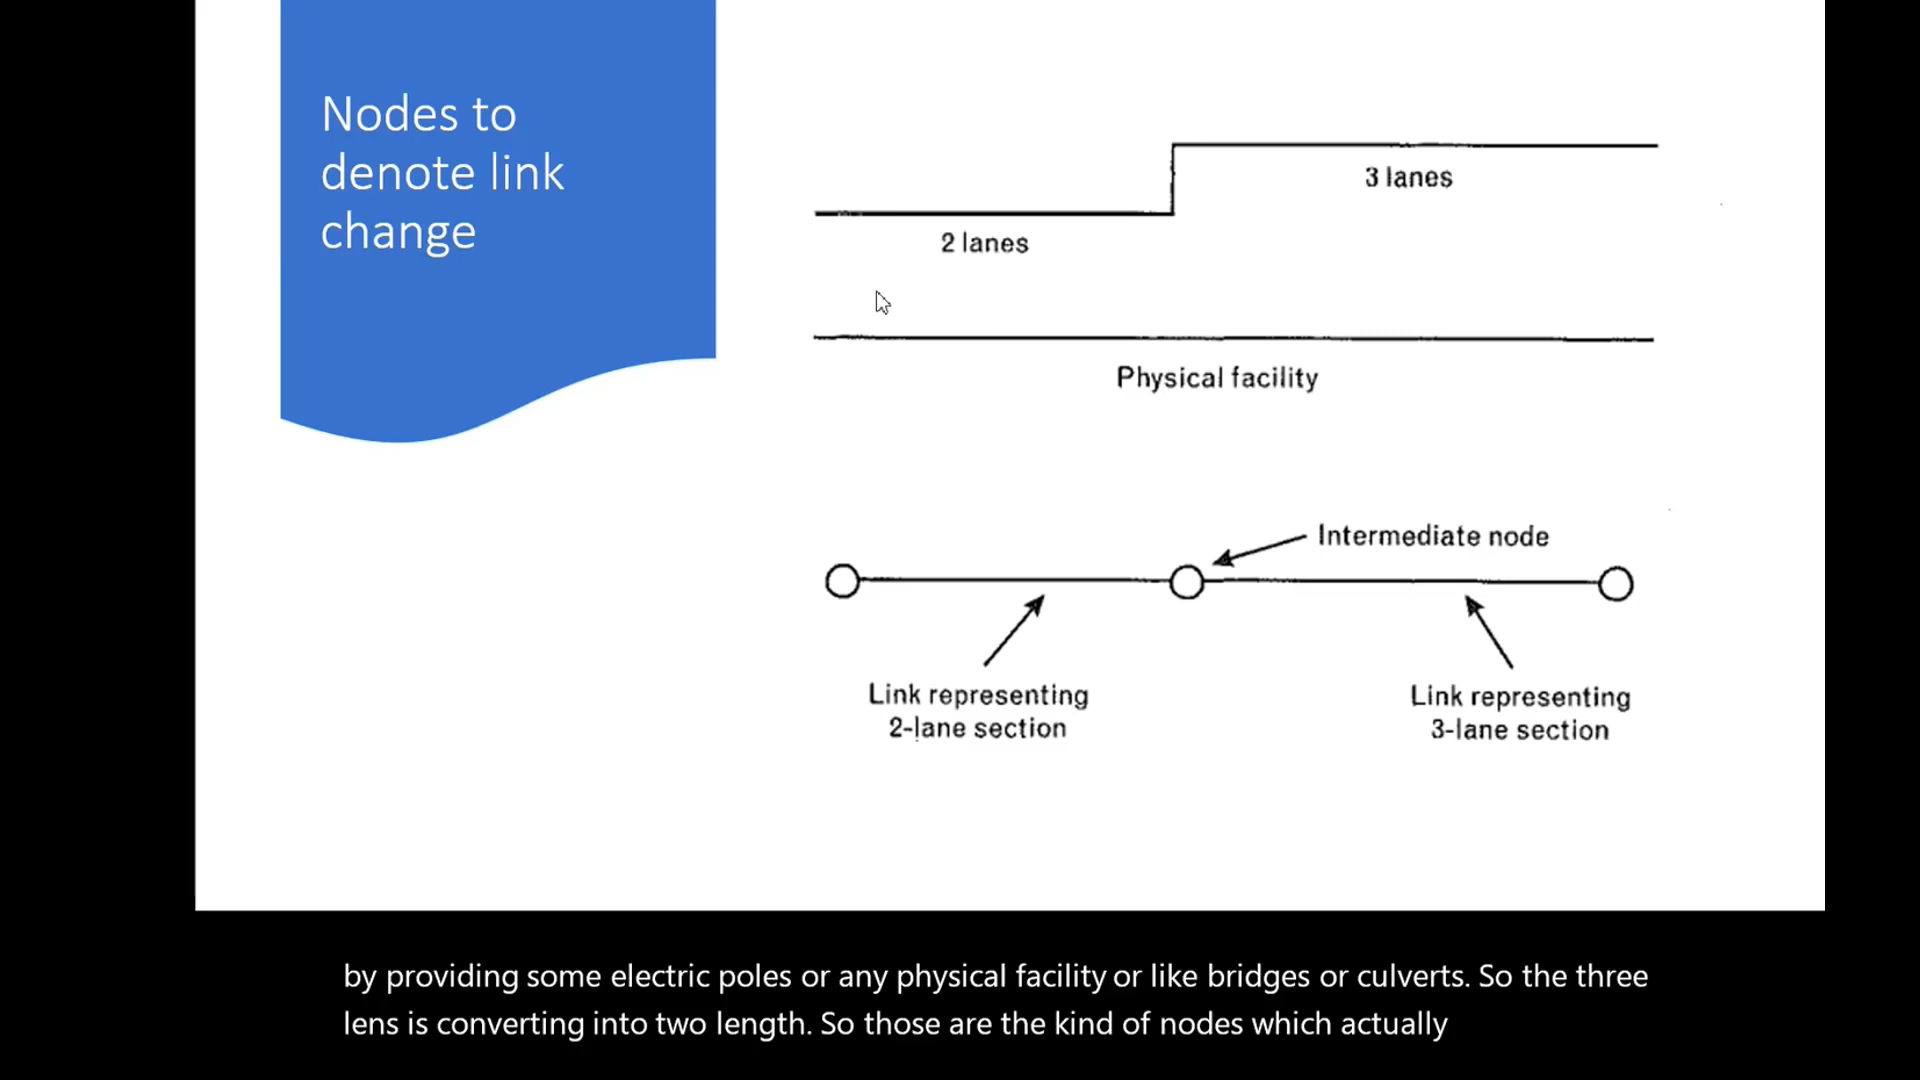 Nodes to
denote link
change
3 lanes
2 lanes
Physical facility
Intermediate node
Link representing
2-lane section
Link representing
3-lane section
by providing some electric poles or any physical facility or like bridges or culverts. So the three
lens is converting into two length. So those are the kind of nodes which actually